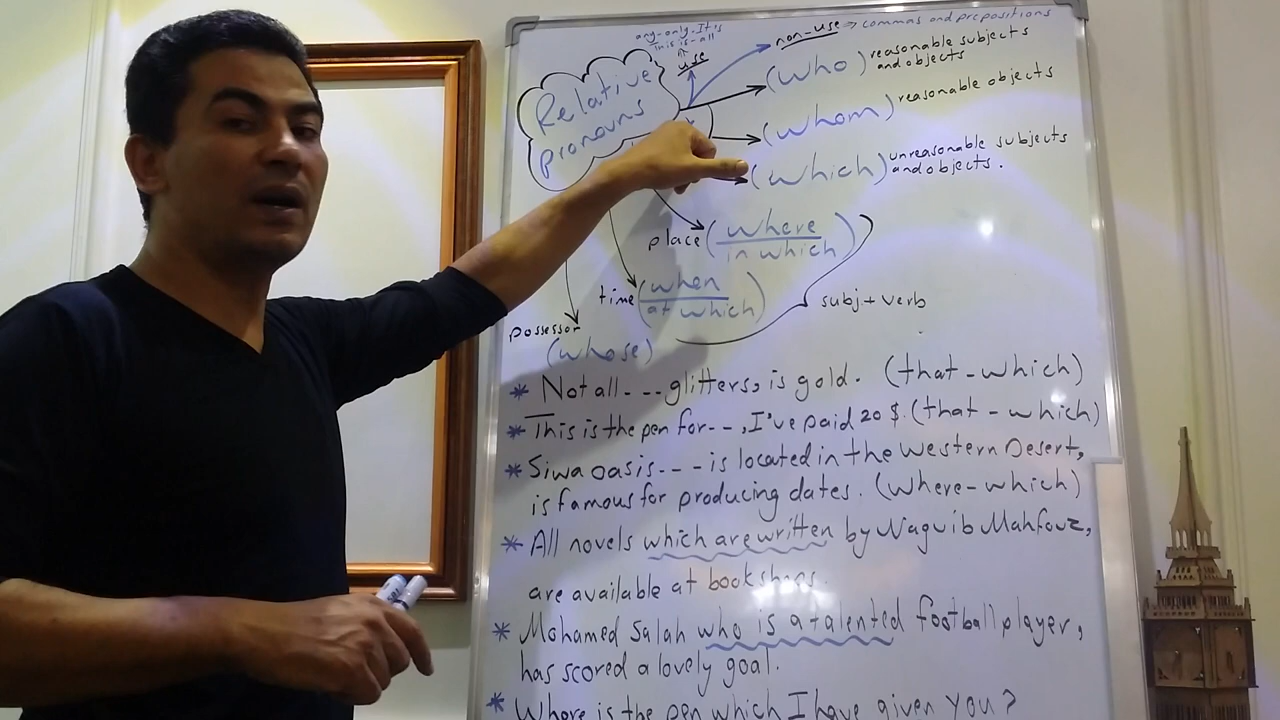 any-only-It is
This is-all
use
non-use => commas and prepositions
Relative
pronouns
(who) reasonable subjects
and objects
(whom) reasonable objects
(which) unreasonable subjects
and objects.
place (where
in which)
time (when
at which)
subj + verb
possessor
(whose)
* Not all --- glitters, is gold. (that - which)
* This is the pen for --, I've paid 20 $. (that - which)
* Siwa oasis --- is located in the western Desert,
is famous for producing dates. (where - which)
* All novels which are written by Naguib Mahfouz,
are available at bookshops.
* Mohamed Salah who is a talented football player,
has scored a lovely goal.
* Where is the pen which I have given you?